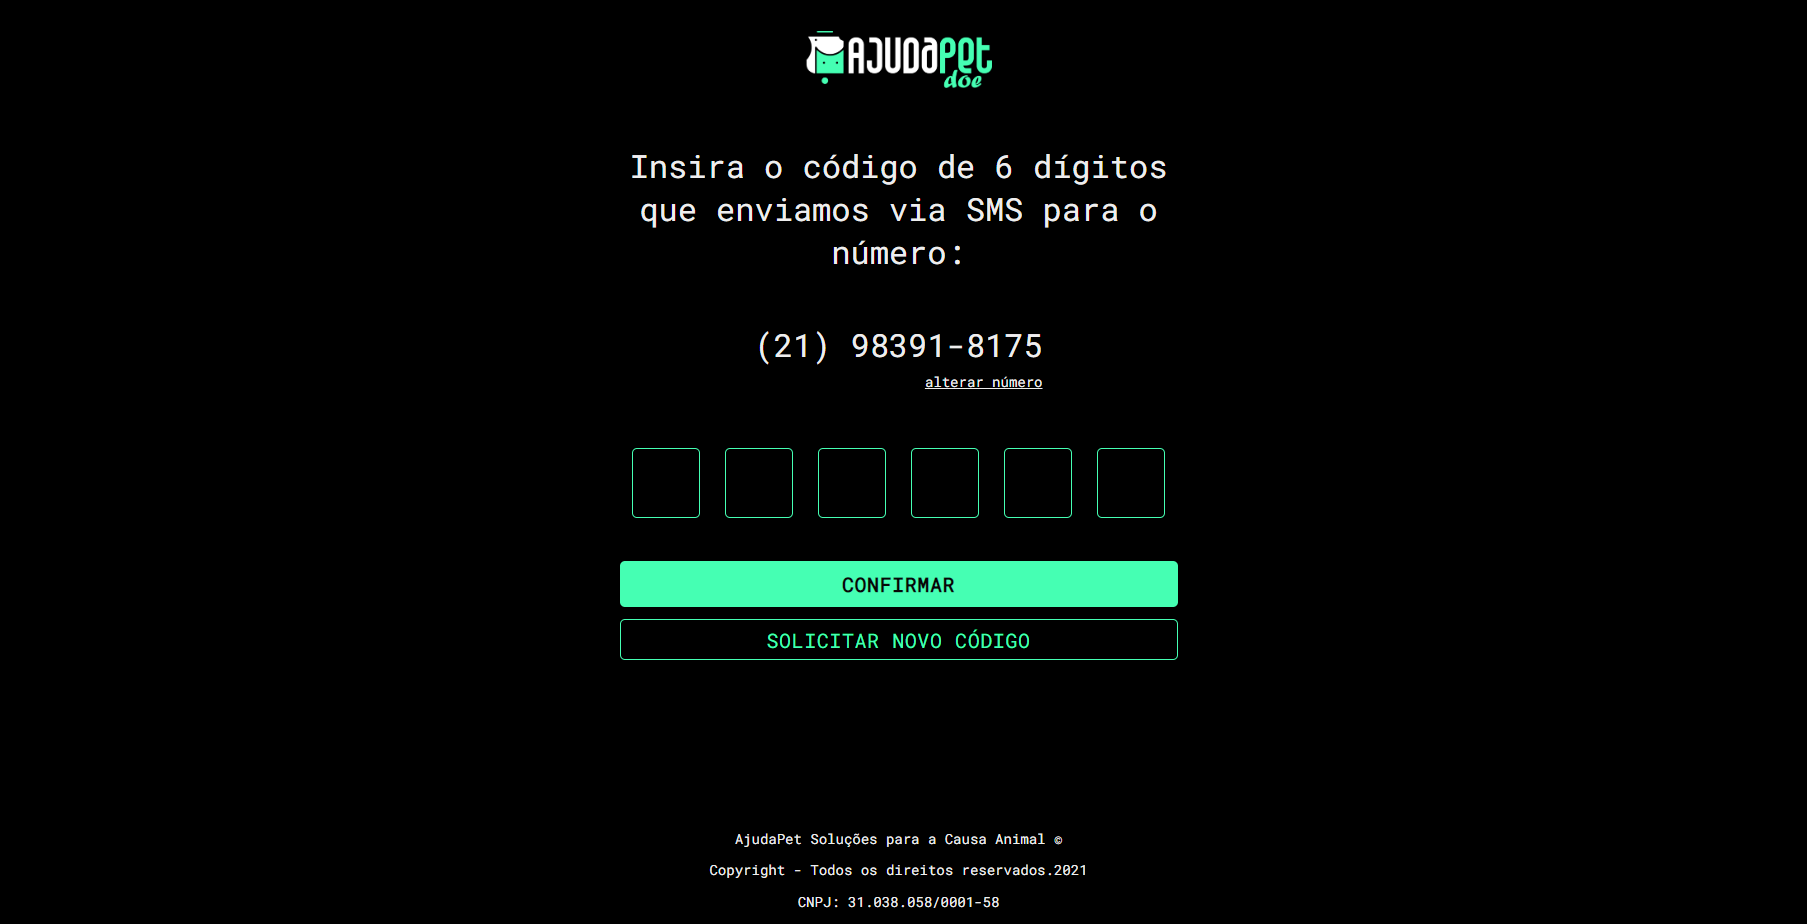 AJUDAPET
doe
Insira o código de 6 dígitos
que enviamos via SMS para o
número:
(21) 98391-8175
alterar número
CONFIRMAR
SOLICITAR NOVO CÓDIGO
AjudaPet Soluções para a Causa Animal ©
Copyright - Todos os direitos reservados.2021
CNPJ: 31.038.058/0001-58